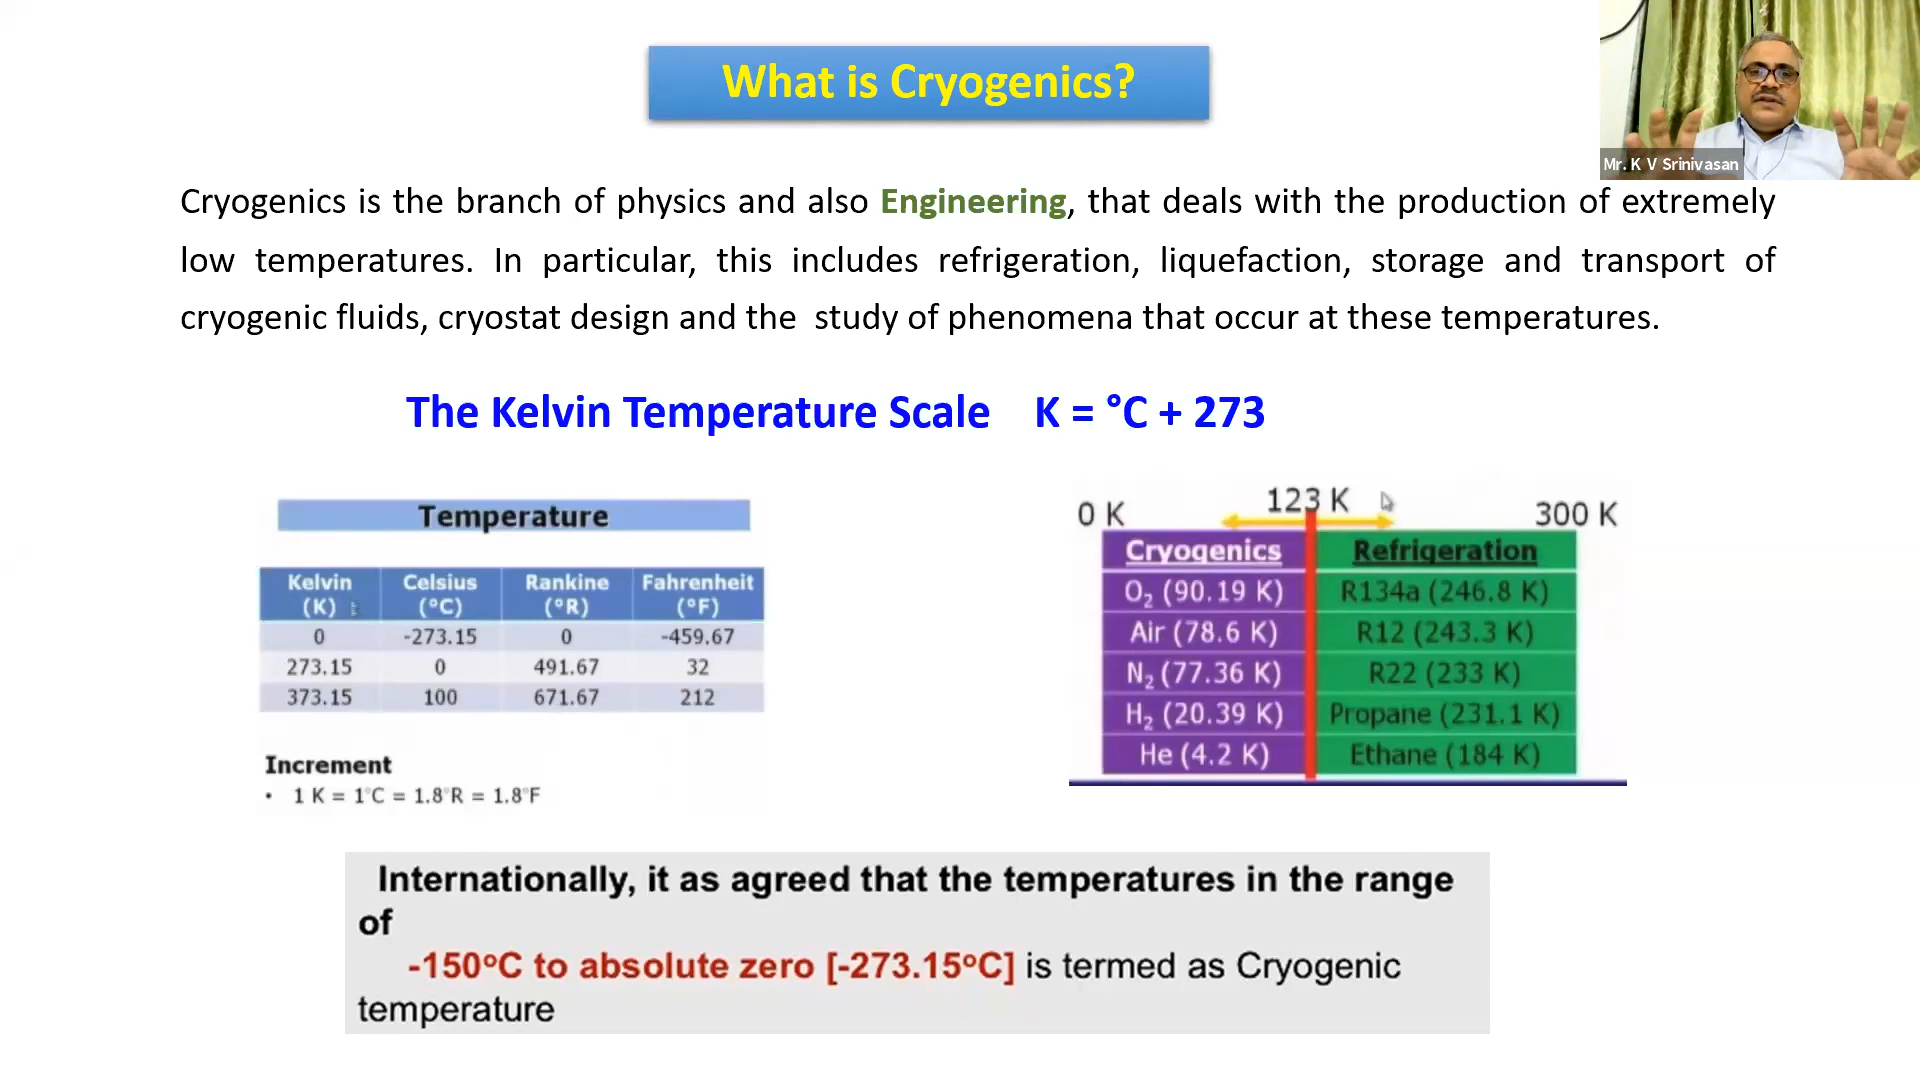 What is Cryogenics?
Mr. K V Srinivasan
Cryogenics is the branch of physics and also Engineering, that deals with the production of extremely
low temperatures. In particular, this includes refrigeration, liquefaction, storage and transport of
cryogenic fluids, cryostat design and the study of phenomena that occur at these temperatures.
The Kelvin Temperature Scale K = °C + 273
Temperature
Kelvin (K) Celsius (°C) Rankine (°R) Fahrenheit (°F)
0 -273.15 0 -459.67
273.15 0 491.67 32
373.15 100 671.67 212
Increment
• 1 K = 1°C = 1.8°R = 1.8°F
0 K 123 K 300 K
Cryogenics Refrigeration
O₂ (90.19 K) R134a (246.8 K)
Air (78.6 K) R12 (243.3 K)
N₂ (77.36 K) R22 (233 K)
H₂ (20.39 K) Propane (231.1 K)
He (4.2 K) Ethane (184 K)
Internationally, it as agreed that the temperatures in the range
of
-150°C to absolute zero [-273.15°C] is termed as Cryogenic
temperature